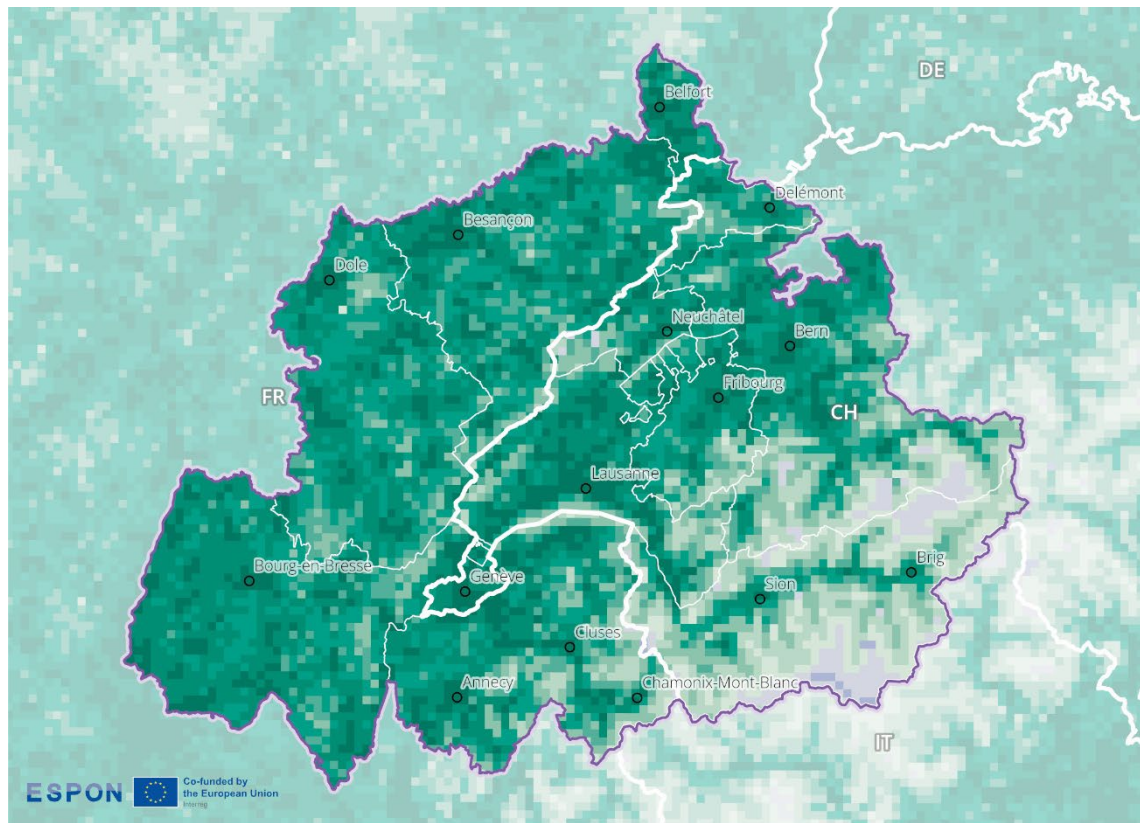 DE
Belfort
Delémont
Besançon
Dole
Neuchâtel
Bern
FR
Fribourg
CH
Lausanne
Bourg-en-Bresse
Genève
Sion
Brig
Cluses
Annecy
Chamonix-Mont-Blanc
IT
ESPON
Co-funded by
the European Union
Interreg